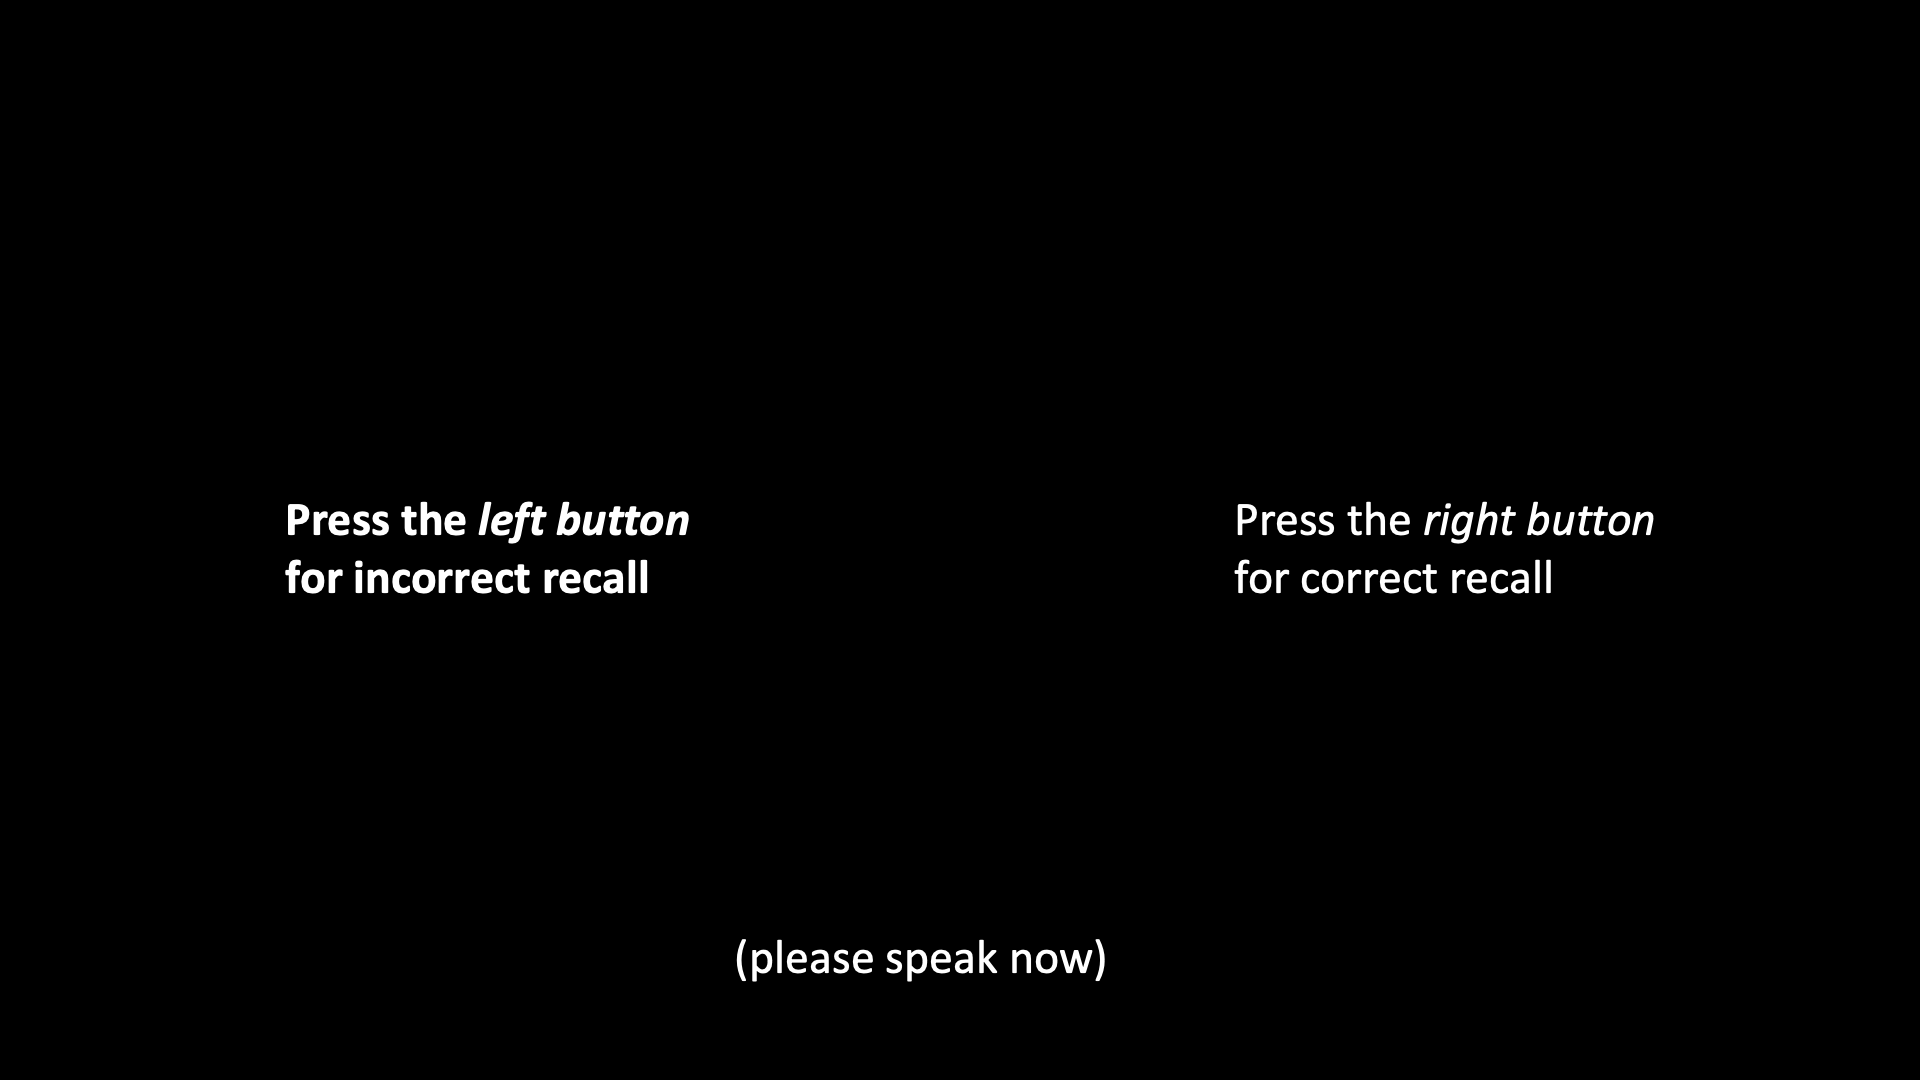 Press the left button
for incorrect recall
Press the right button
for correct recall
(please speak now)